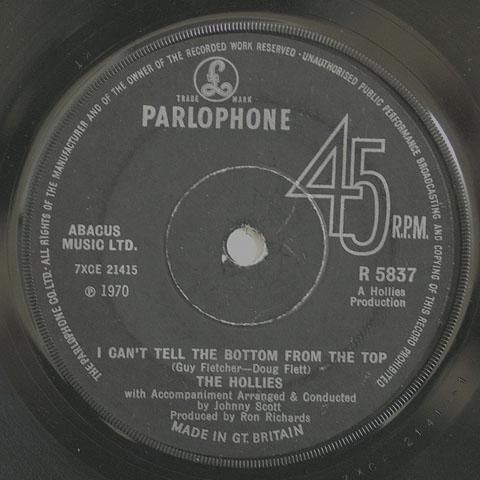 THE PARLOPHONE CO. LTD. · ALL RIGHTS OF THE MANUFACTURER AND OF THE OWNER OF THE RECORDED WORK RESERVED · UNAUTHORISED PUBLIC PERFORMANCE BROADCASTING AND COPYING OF THIS RECORD PROHIBITED
£
TRADE MARK
PARLOPHONE
45
R.P.M.
ABACUS
MUSIC LTD.
7XCE 21415
℗ 1970
R 5837
A Hollies
Production
I CAN'T TELL THE BOTTOM FROM THE TOP
(Guy Fletcher—Doug Flett)
THE HOLLIES
with Accompaniment Arranged & Conducted
by Johnny Scott
Produced by Ron Richards
MADE IN GT. BRITAIN